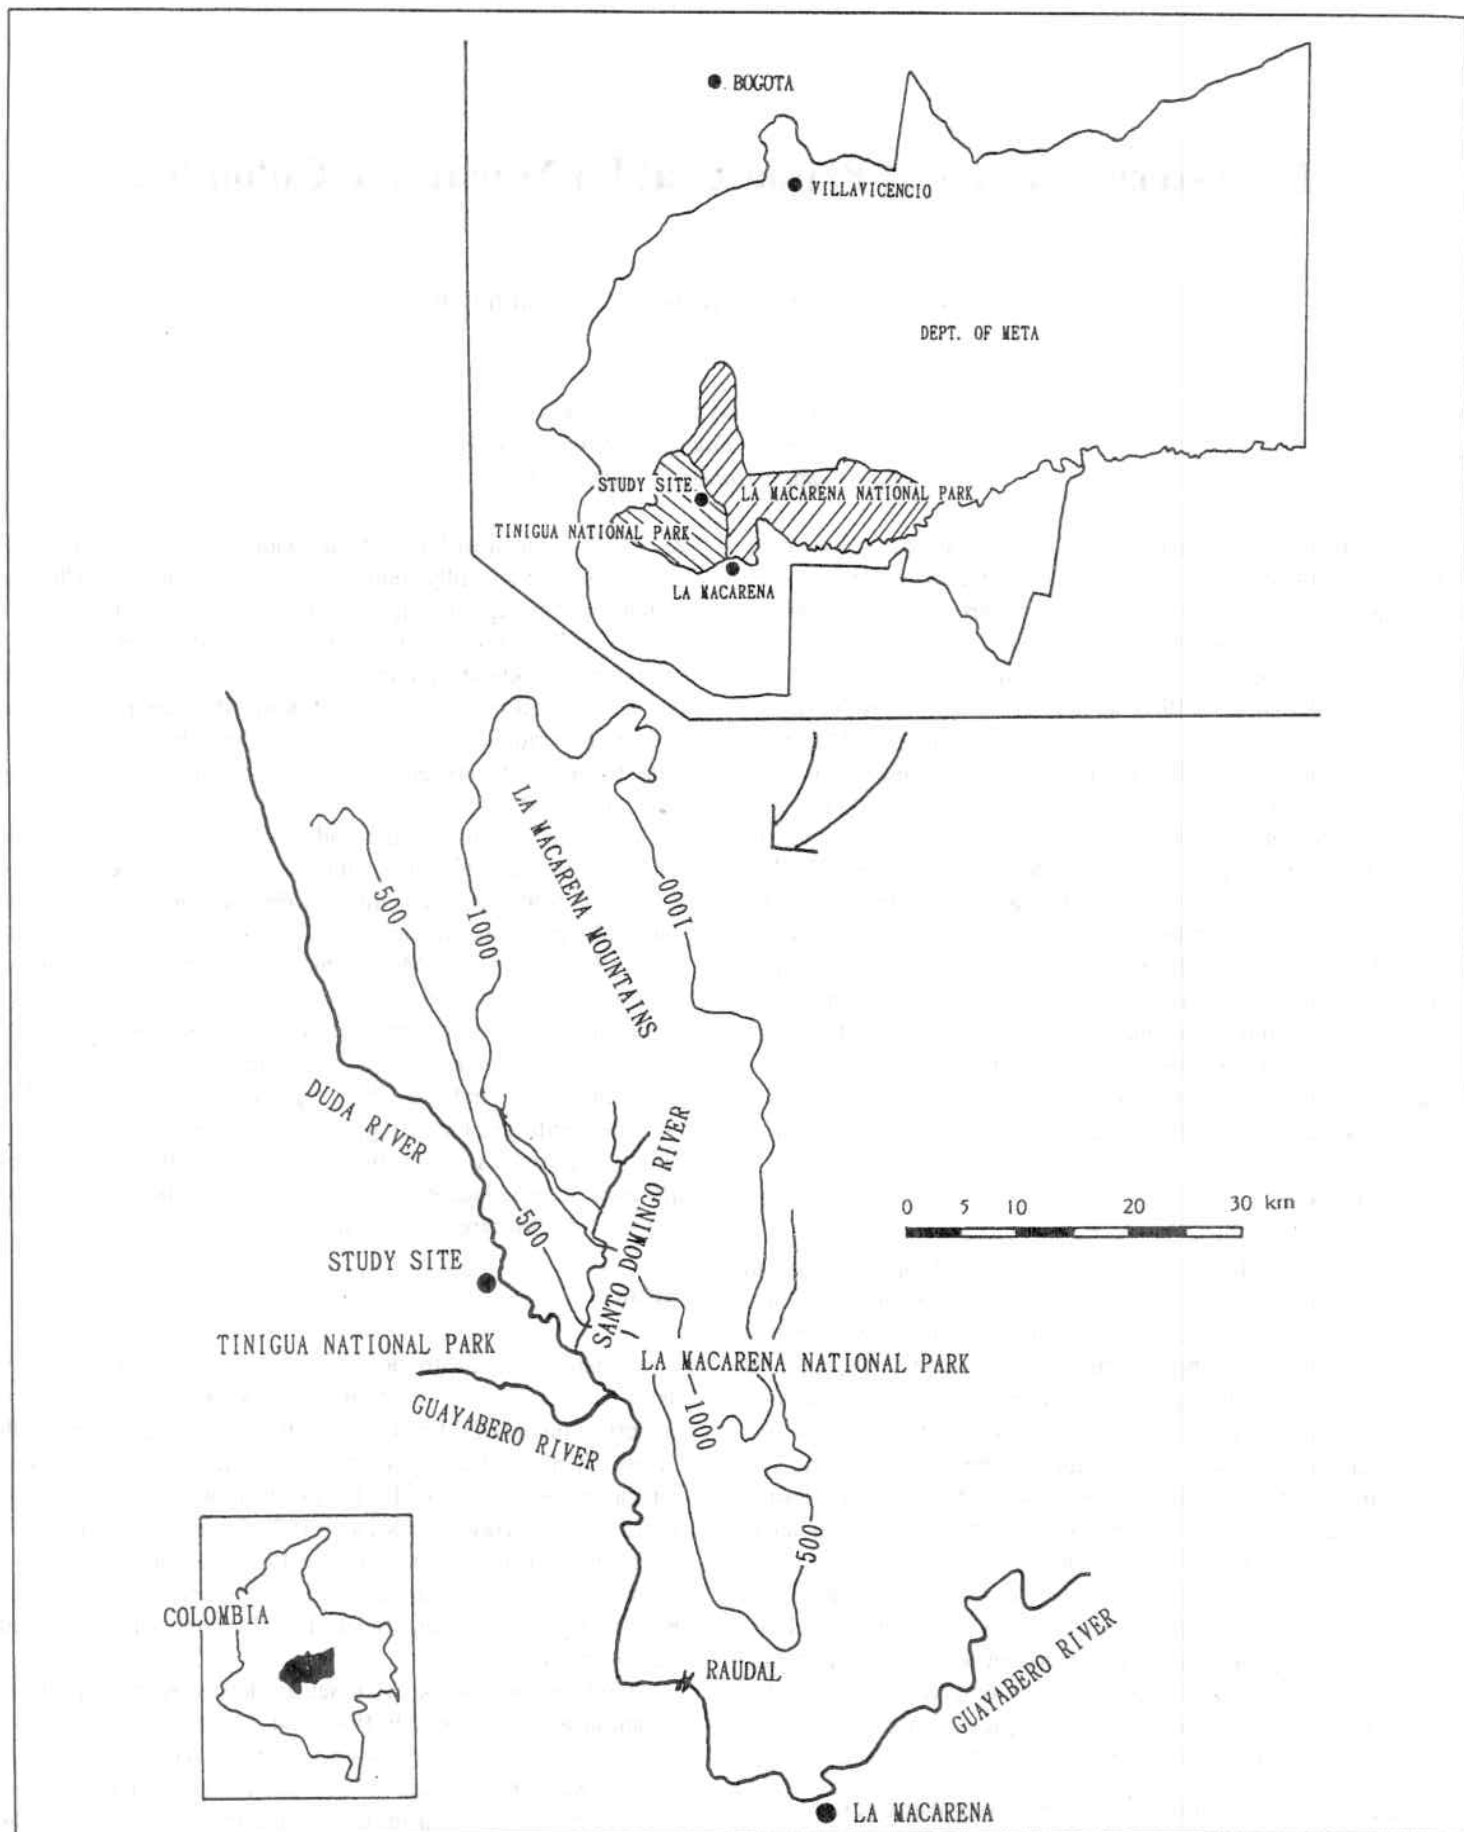 BOGOTA
VILLAVICENCIO
DEPT. OF META
STUDY SITE
LA MACARENA NATIONAL PARK
TINIGUA NATIONAL PARK
LA MACARENA
LA MACARENA MOUNTAINS
500
1000
1000
DUDA RIVER
SANTO DOMINGO RIVER
500
0 5 10 20 30 km
STUDY SITE
TINIGUA NATIONAL PARK
LA MACARENA NATIONAL PARK
GUAYABERO RIVER
1000
500
COLOMBIA
RAUDAL
GUAYABERO RIVER
LA MACARENA